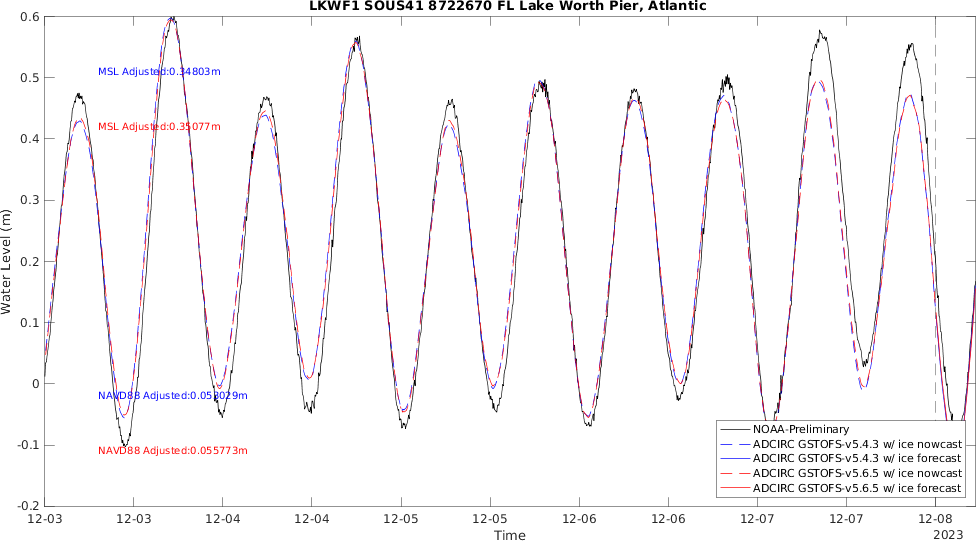 LKWF1 SOUS41 8722670 FL Lake Worth Pier, Atlantic
0.6
0.5
0.4
0.3
0.2
0.1
0
-0.1
-0.2
Water Level (m)
MSL Adjusted:0.34803m
MSL Adjusted:0.35077m
NAVD88 Adjusted:0.053029m
NAVD88 Adjusted:0.055773m
NOAA-Preliminary
ADCIRC GSTOFS-v5.4.3 w/ ice nowcast
ADCIRC GSTOFS-v5.4.3 w/ ice forecast
ADCIRC GSTOFS-v5.6.5 w/ ice nowcast
ADCIRC GSTOFS-v5.6.5 w/ ice forecast
12-03 12-03 12-04 12-04 12-05 12-05 12-06 12-06 12-07 12-07 12-08
2023
Time